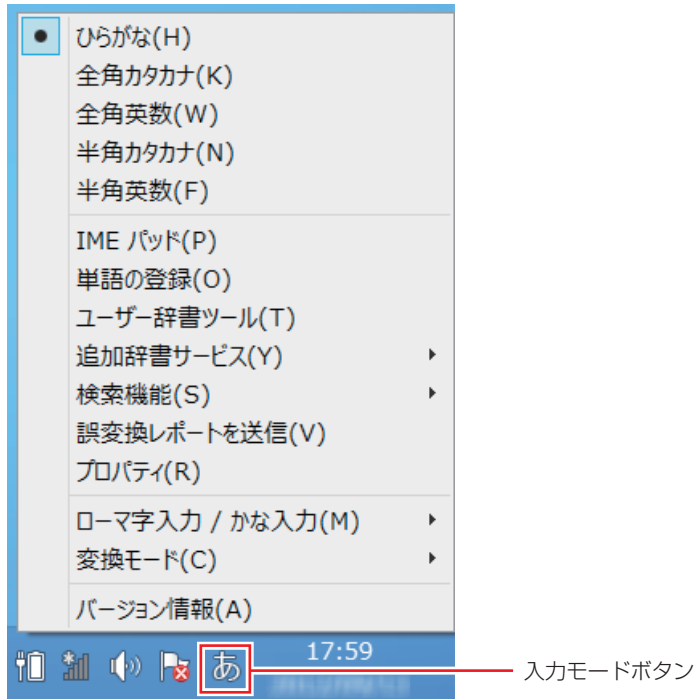 ひらがな(H)
全角カタカナ(K)
全角英数(W)
半角カタカナ(N)
半角英数(F)
IME パッド(P)
単語の登録(O)
ユーザー辞書ツール(T)
追加辞書サービス(Y)
検索機能(S)
誤変換レポートを送信(V)
プロパティ(R)
ローマ字入力 / かな入力(M)
変換モード(C)
バージョン情報(A)
あ 17:59
入力モードボタン